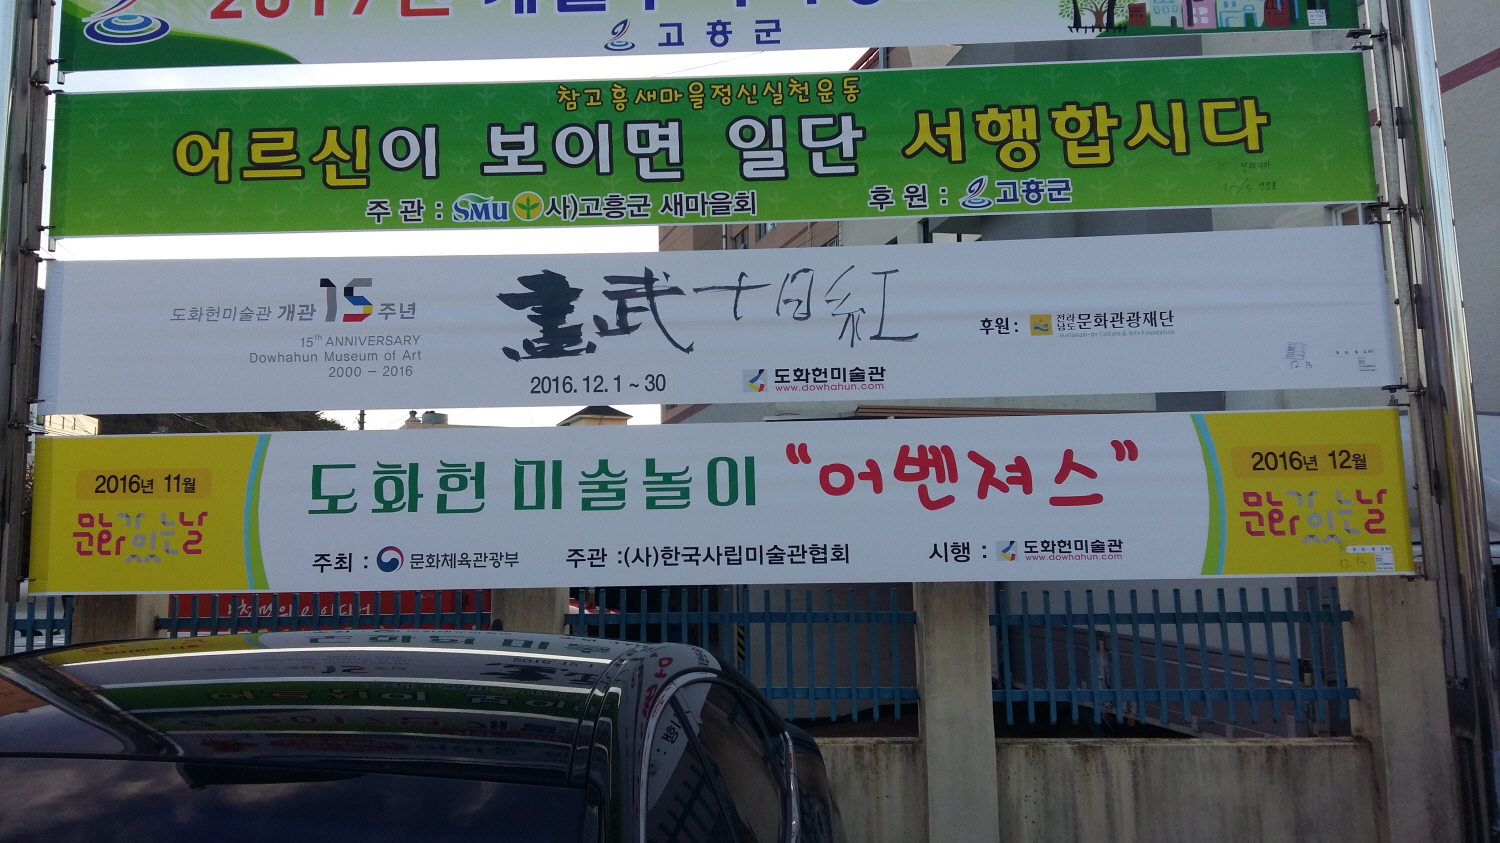 2017년
고흥군
참고흥새마을정신실천운동
어르신이 보이면 일단 서행합시다
주관 : SMU 사)고흥군 새마을회 후원 : 고흥군
도화헌미술관 개관 15주년
15th ANNIVERSARY
Dowhahun Museum of Art
2000 - 2016
畫武十日紅
2016. 12. 1 ~ 30
도화헌미술관
www.dowhahun.com
후원 : 전라남도문화관광재단
2016년 11월
문화가있는날
도화헌 미술놀이 "어벤져스"
주최 : 문화체육관광부 주관 :(사)한국사립미술관협회 시행 : 도화헌미술관
www.dowhahun.com
2016년 12월
문화가있는날